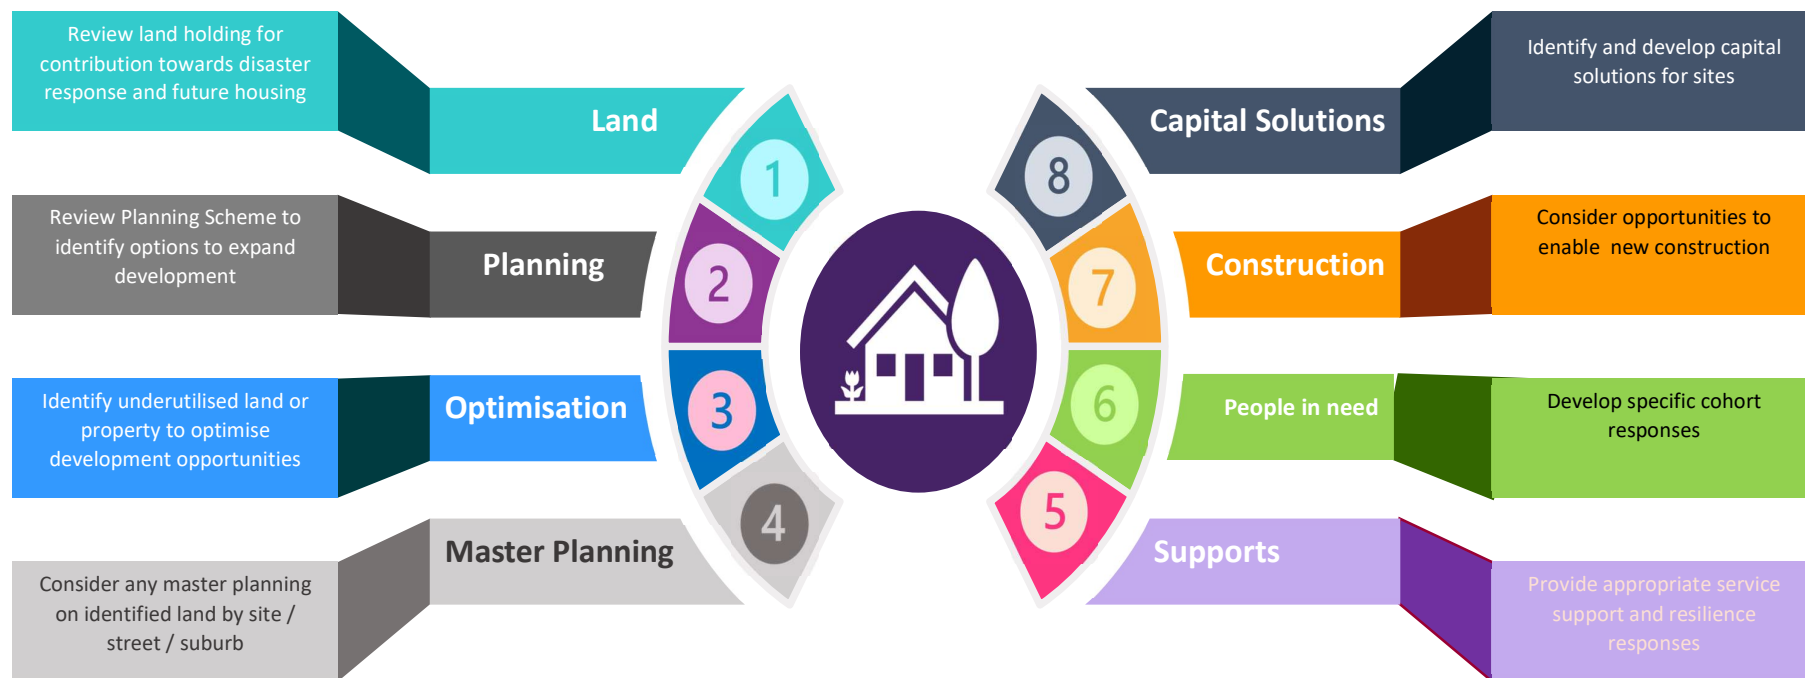 Review land holding for
contribution towards disaster
response and future housing
Land
1
Review Planning Scheme to
identify options to expand
development
Planning
2
Identify underutilised land or
property to optimise
development opportunities
Optimisation
3
Consider any master planning
on identified land by site /
street / suburb
Master Planning
4
Capital Solutions
8
Identify and develop capital
solutions for sites
Construction
7
Consider opportunities to
enable  new construction
People in need
6
Develop specific cohort
responses
Supports
5
Provide appropriate service
support and resilience
responses